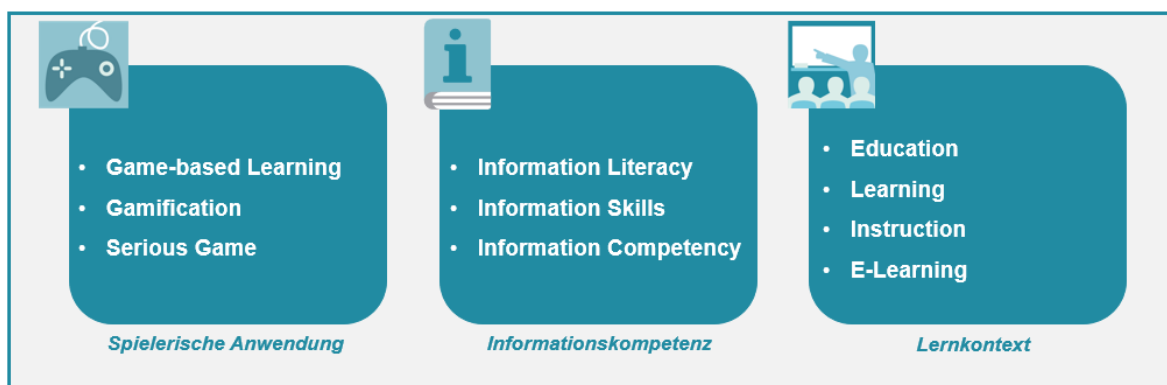 • Game-based Learning
• Gamification
• Serious Game
Spielerische Anwendung
i
• Information Literacy
• Information Skills
• Information Competency
Informationskompetenz
• Education
• Learning
• Instruction
• E-Learning
Lernkontext